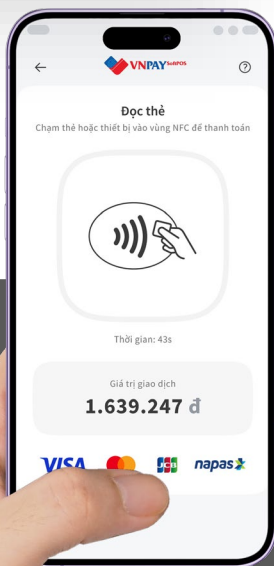 VNPAY SoftPOS
Đọc thẻ
Chạm thẻ hoặc thiết bị vào vùng NFC để thanh toán
Thời gian: 43s
Giá trị giao dịch
1.639.247 đ
VISA JCB napas